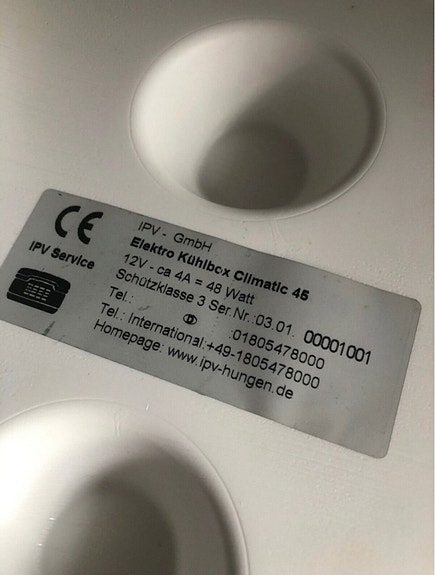 CE
IPV Service
IPV - GmbH
Elektro Kühlbox Climatic 45
12V - ca 4A = 48 Watt
Schützklasse 3 Ser.Nr.:03.01. 00001001
Tel.: :01805478000
Tel.: International:+49-1805478000
Homepage: www.ipv-hungen.de